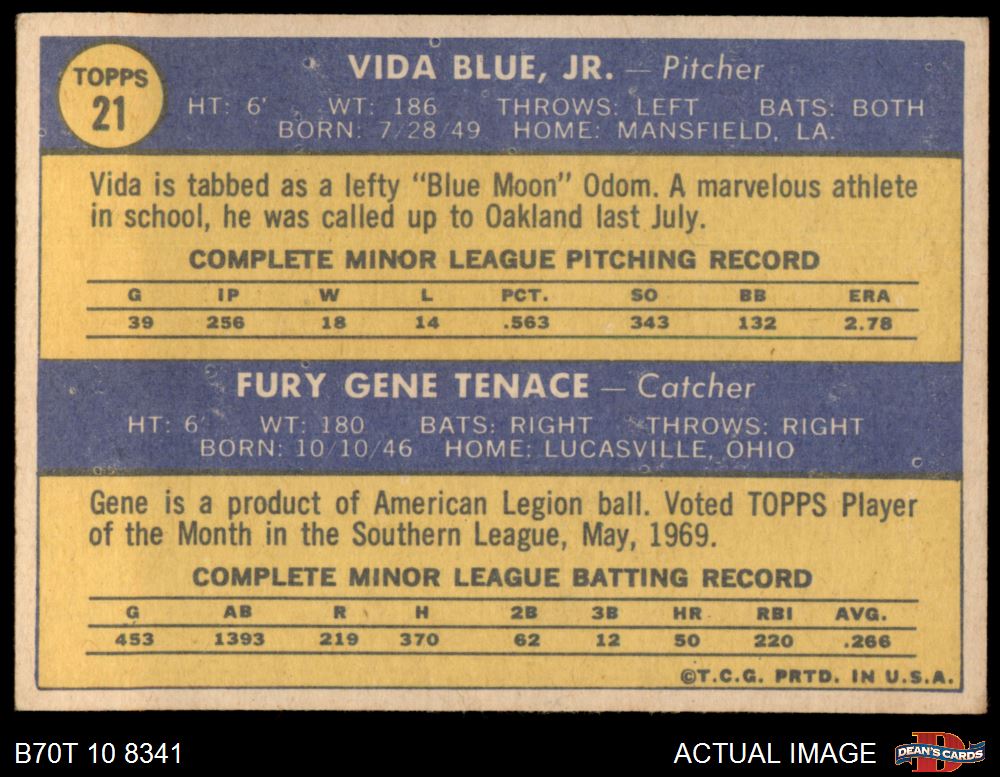 TOPPS
21
VIDA BLUE, JR. — Pitcher
HT: 6' WT: 186 THROWS: LEFT BATS: BOTH
BORN: 7/28/49 HOME: MANSFIELD, LA.
Vida is tabbed as a lefty "Blue Moon" Odom. A marvelous athlete
in school, he was called up to Oakland last July.
COMPLETE MINOR LEAGUE PITCHING RECORD
G IP W L PCT. SO BB ERA
39 256 18 14 .563 343 132 2.78
FURY GENE TENACE — Catcher
HT: 6' WT: 180 BATS: RIGHT THROWS: RIGHT
BORN: 10/10/46 HOME: LUCASVILLE, OHIO
Gene is a product of American Legion ball. Voted TOPPS Player
of the Month in the Southern League, May, 1969.
COMPLETE MINOR LEAGUE BATTING RECORD
G AB R H 2B 3B HR RBI AVG.
453 1393 219 370 62 12 50 220 .266
©T.C.G. PRTD. IN U.S.A.
B70T 10 8341
ACTUAL IMAGE
DEAN'S CARDS